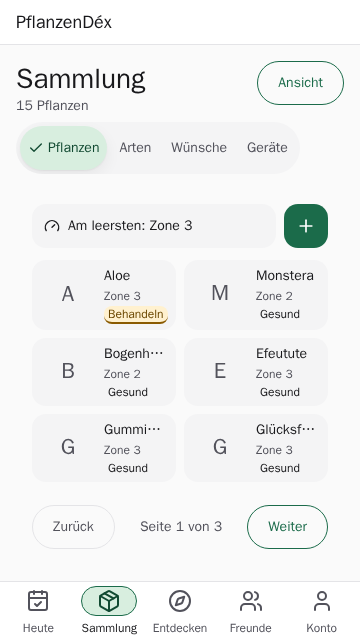 PflanzenDéx
Sammlung
Ansicht
15 Pflanzen
Pflanzen Arten Wünsche Geräte
Am leersten: Zone 3
A
Aloe
Zone 3
Behandeln
M
Monstera
Zone 2
Gesund
B
Bogenh···
Zone 2
Gesund
E
Efeutute
Zone 3
Gesund
G
Gummi···
Zone 3
Gesund
G
Glücksf···
Zone 3
Gesund
Zurück Seite 1 von 3 Weiter
Heute Sammlung Entdecken Freunde Konto